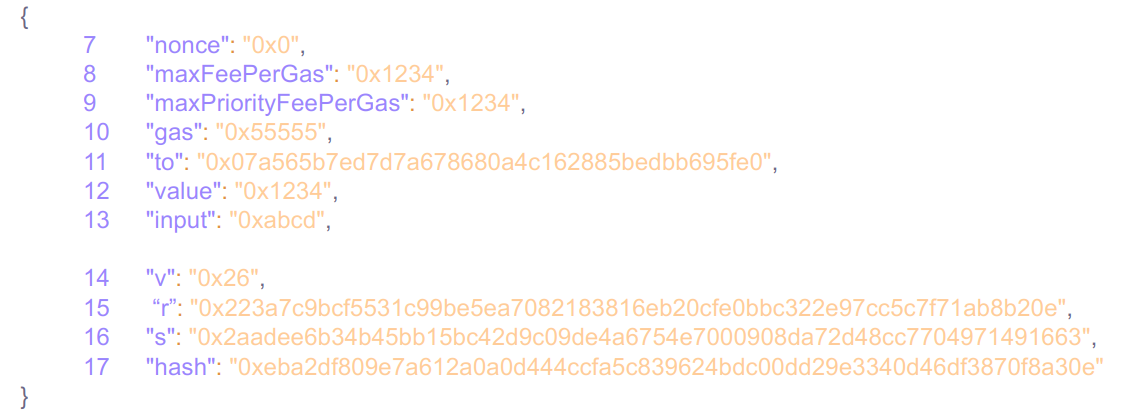 {
7 "nonce": "0x0",
8 "maxFeePerGas": "0x1234",
9 "maxPriorityFeePerGas": "0x1234",
10 "gas": "0x55555",
11 "to": "0x07a565b7ed7d7a678680a4c162885bedbb695fe0",
12 "value": "0x1234",
13 "input": "0xabcd",
14 "v": "0x26",
15 “r”: "0x223a7c9bcf5531c99be5ea7082183816eb20cfe0bbc322e97cc5c7f71ab8b20e",
16 "s": "0x2aadee6b34b45bb15bc42d9c09de4a6754e7000908da72d48cc7704971491663",
17 "hash": "0xeba2df809e7a612a0a0d444ccfa5c839624bdc00dd29e3340d46df3870f8a30e"
}